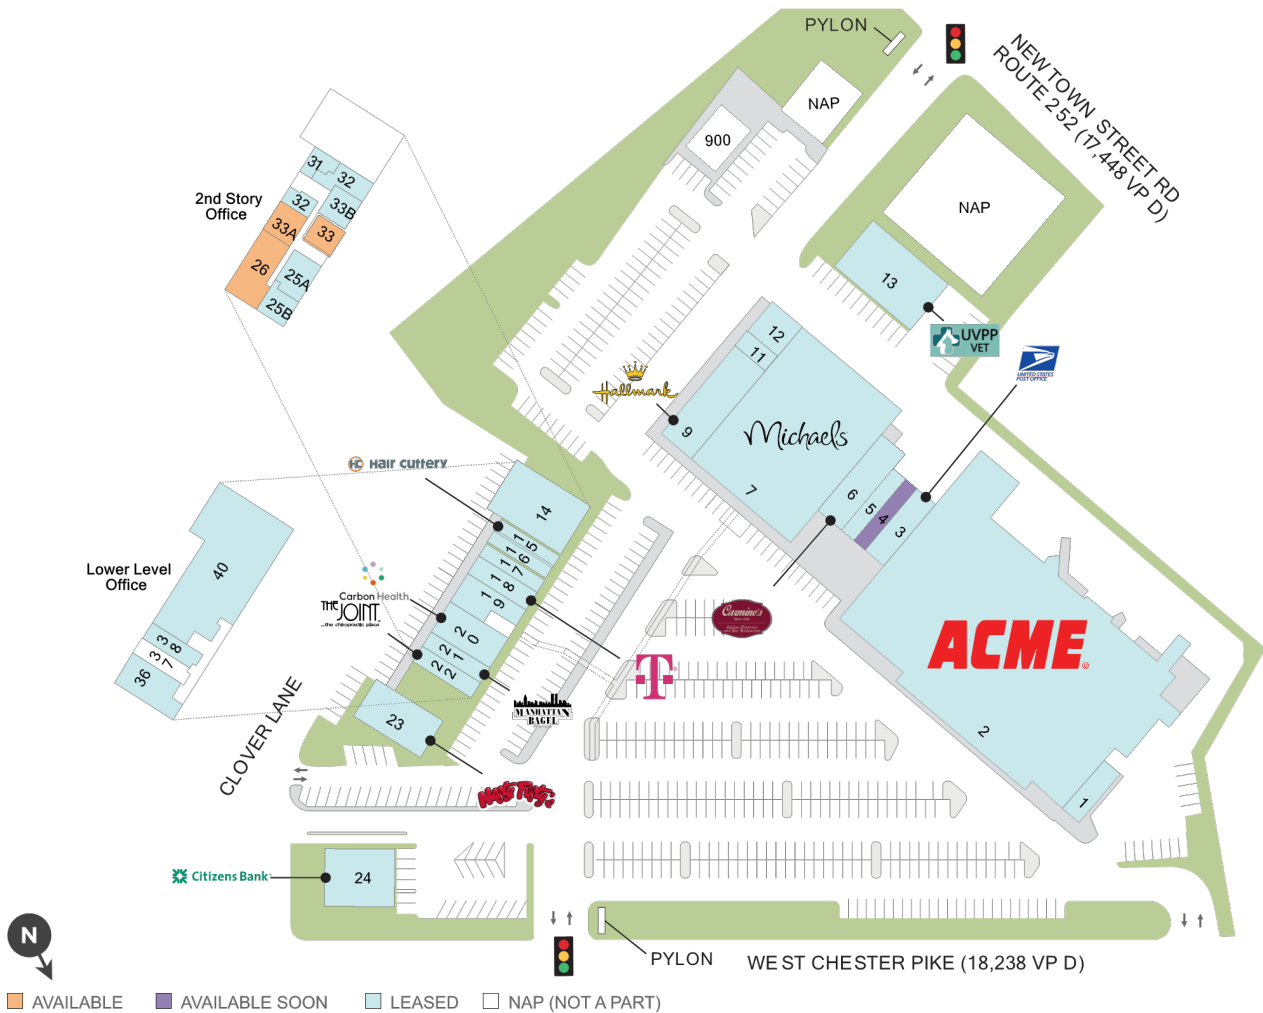 PYLON
NEWTOWN STREET RD
ROUTE 252 (17,448 VPD)
NAP
900
NAP
31
32
2nd Story
Office
32
33B
33A
33
26
25A
25B
13
UVPP
VET
UNITED STATES
POST OFFICE
12
11
Hallmark
9
Michaels
7
6
5
4
3
Hair Cuttery
14
15
16
17
18
19
20
21
22
Lower Level
Office
40
38
37
36
Carbon Health
THE JOINT
...the chiropractic place
Carmine's
T
ACME
2
1
MANHATTAN
BAGEL
23
CLOVER LANE
Citizens Bank
24
N
PYLON
WEST CHESTER PIKE (18,238 VPD)
AVAILABLE
AVAILABLE SOON
LEASED
NAP (NOT A PART)